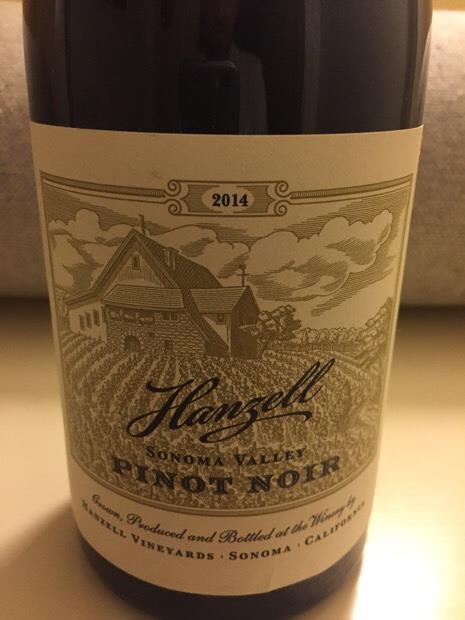 2014
Hanzell
SONOMA VALLEY
PINOT NOIR
Grown, Produced and Bottled at the Winery by
HANZELL VINEYARDS · SONOMA · CALIFORNIA